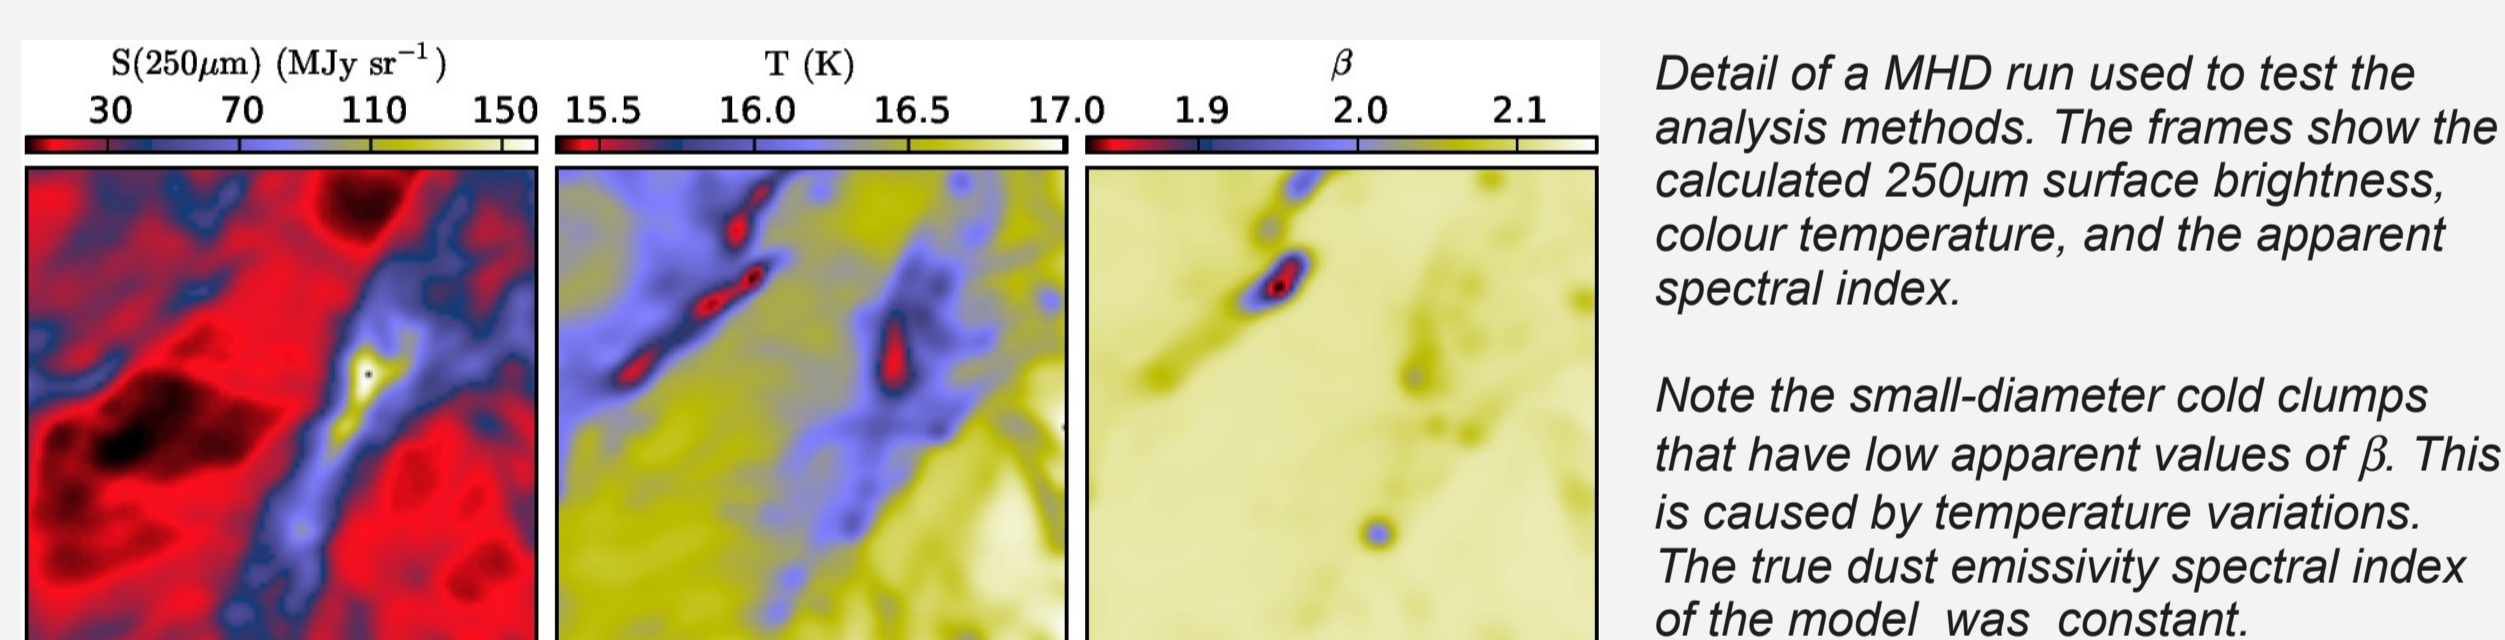 S(250μm) (MJy sr⁻¹)
30 70 110 150
T (K)
15.5 16.0 16.5 17.0
β
1.9 2.0 2.1
Detail of a MHD run used to test the
analysis methods. The frames show the
calculated 250μm surface brightness,
colour temperature, and the apparent
spectral index.
Note the small-diameter cold clumps
that have low apparent values of β. This
is caused by temperature variations.
The true dust emissivity spectral index
of the model was constant.